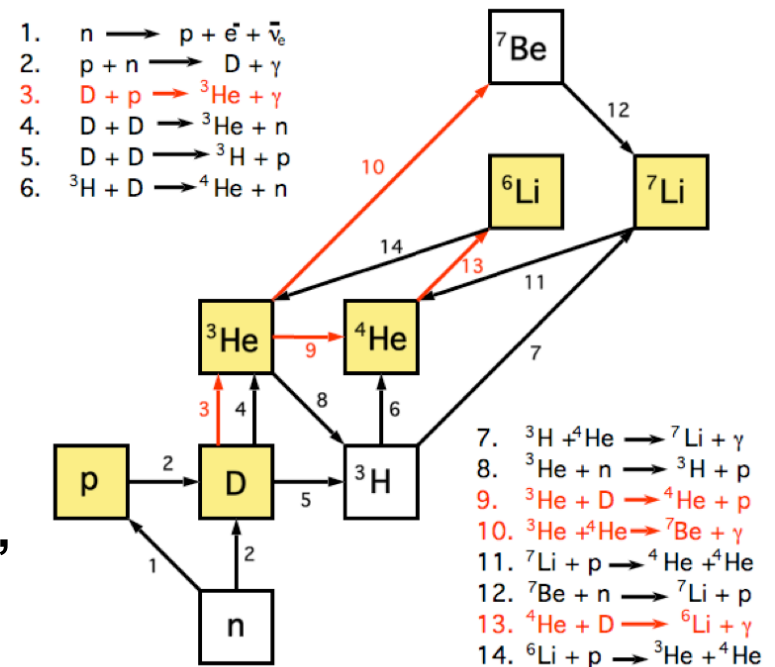 1. n → p + e⁻ + ν̄ₑ
2. p + n → D + γ
3. D + p → ³He + γ
4. D + D → ³He + n
5. D + D → ³H + p
6. ³H + D → ⁴He + n
⁷Be
12
10
⁶Li
⁷Li
14
13
11
³He
9
⁴He
7
3
4
8
6
p
2
D
5
³H
,
1
2
n
7. ³H + ⁴He → ⁷Li + γ
8. ³He + n → ³H + p
9. ³He + D → ⁴He + p
10. ³He + ⁴He → ⁷Be + γ
11. ⁷Li + p → ⁴He + ⁴He
12. ⁷Be + n → ⁷Li + p
13. ⁴He + D → ⁶Li + γ
14. ⁶Li + p → ³He + ⁴He